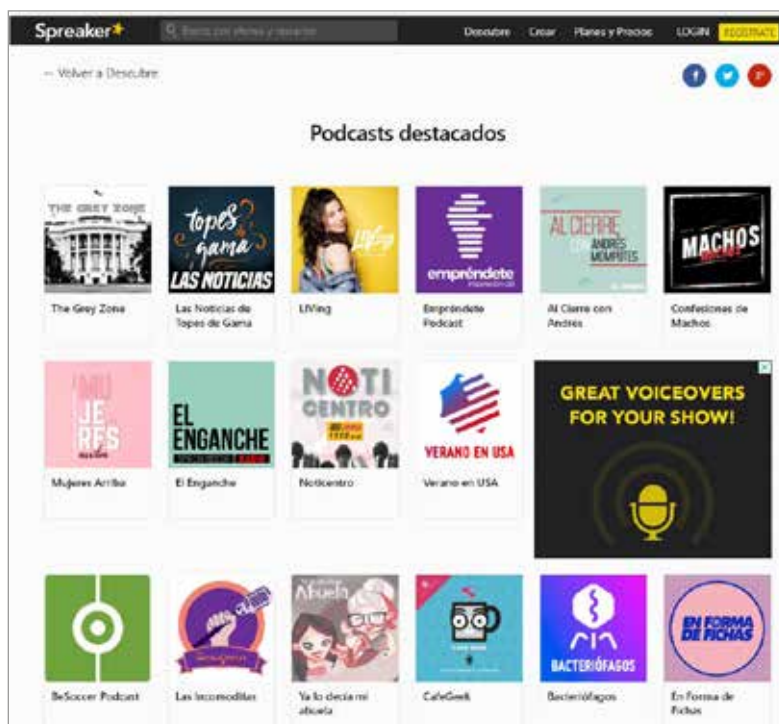 Spreaker
Descubre Crear Planes y Precios LOGIN REGÍSTRATE
← Volver a Descubre
Podcasts destacados
THE GREY ZONE
topes
de
gama
LAS NOTICIAS
LIVing
empréndete
AL CIERRE
CON ANDRÉS
MOMPOTES
MACHOS
The Grey Zone
Las Noticias de
Topes de Gama
LIVing
Empréndete
Podcast
Al Cierre con
Andrés
Confesiones de
Machos
MU
JE
RES
EL
ENGANCHE
NOTI
CENTRO
VERANO EN USA
GREAT VOICEOVERS
FOR YOUR SHOW!
Mujeres Arriba
El Enganche
Noticentro
Verano en USA
Abuela
BACTERIÓFAGOS
EN FORMA
DE FICHAS
BeSoccer Podcast
Las Incomoditas
Ya lo decía mi
abuela
CafeGeek
Bacteriófagos
En Forma de
Fichas